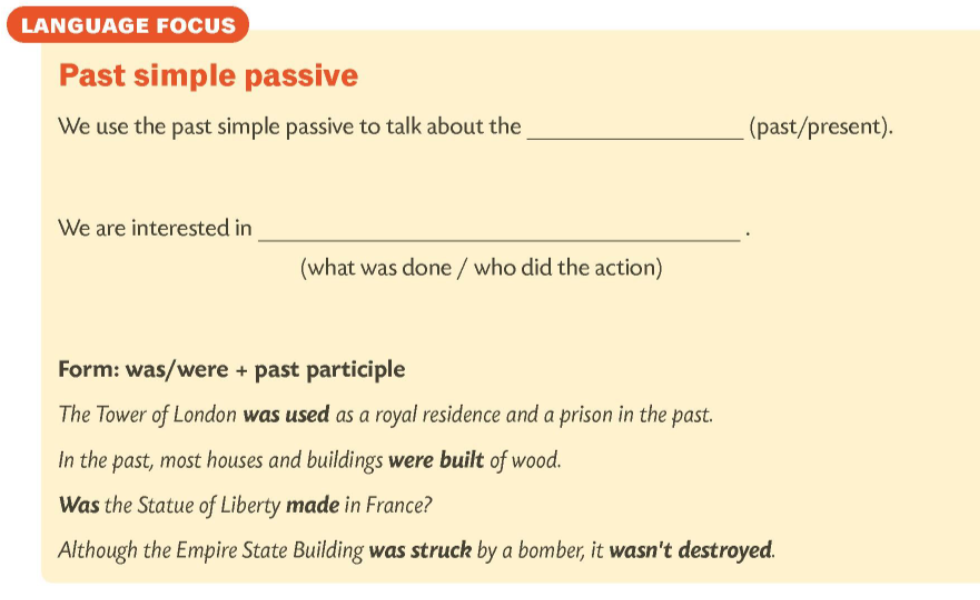 LANGUAGE FOCUS
Past simple passive
We use the past simple passive to talk about the ____________________ (past/present).
We are interested in ____________________________________________ .
(what was done / who did the action)
Form: was/were + past participle
The Tower of London was used as a royal residence and a prison in the past.
In the past, most houses and buildings were built of wood.
Was the Statue of Liberty made in France?
Although the Empire State Building was struck by a bomber, it wasn't destroyed.